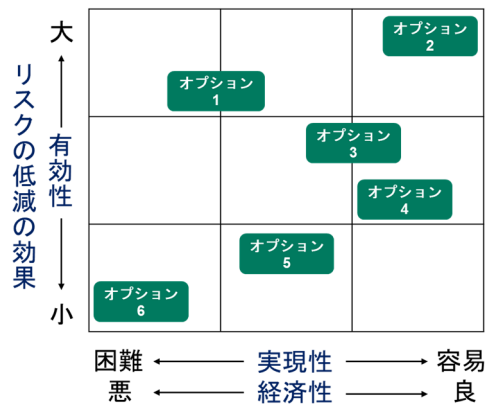 大
オプション
2
オプション
1
オプション
3
オプション
4
オプション
5
オプション
6
小
リスクの低減の効果
有効性
困難
実現性
容易
悪
経済性
良